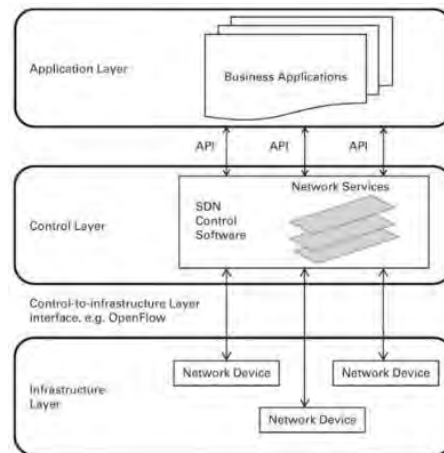 Application Layer
Business Applications
API
API
API
Network Services
SDN
Control
Software
Control Layer
Control-to-infrastructure Layer
interface, e.g. OpenFlow
Network Device
Network Device
Infrastructure
Layer
Network Device